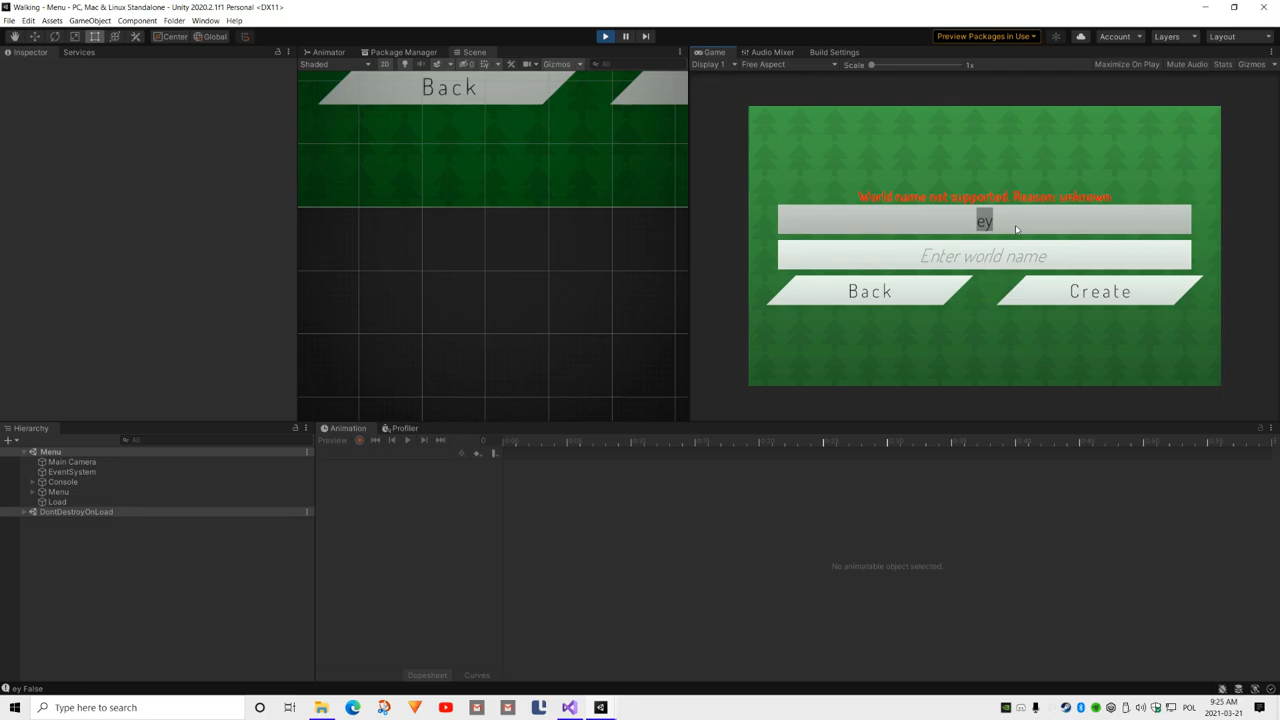 Walking - Menu - PC, Mac & Linux Standalone - Unity 2020.2.1f1 Personal <DX11>
File Edit Assets GameObject Component Window Folder Help
Center Global Preview Packages in Use Account Layers Layout
Inspector Services Animator Package Manager Scene Game Audio Mixer Build Settings
Shaded 2D 0 Gizmos All Display 1 Free Aspect Scale 1x Maximize On Play Mute Audio Stats Gizmos
Back
World name not supported. Reason: unknown
ey
Enter world name
Back Create
Hierarchy Animation Profiler
All Preview 0
Menu
Main Camera
EventSystem
Console
Menu
Load
DontDestroyOnLoad
No animatable object selected.
Dopesheet Curves
ey False
Type here to search POL 9:25 AM
2021-03-21